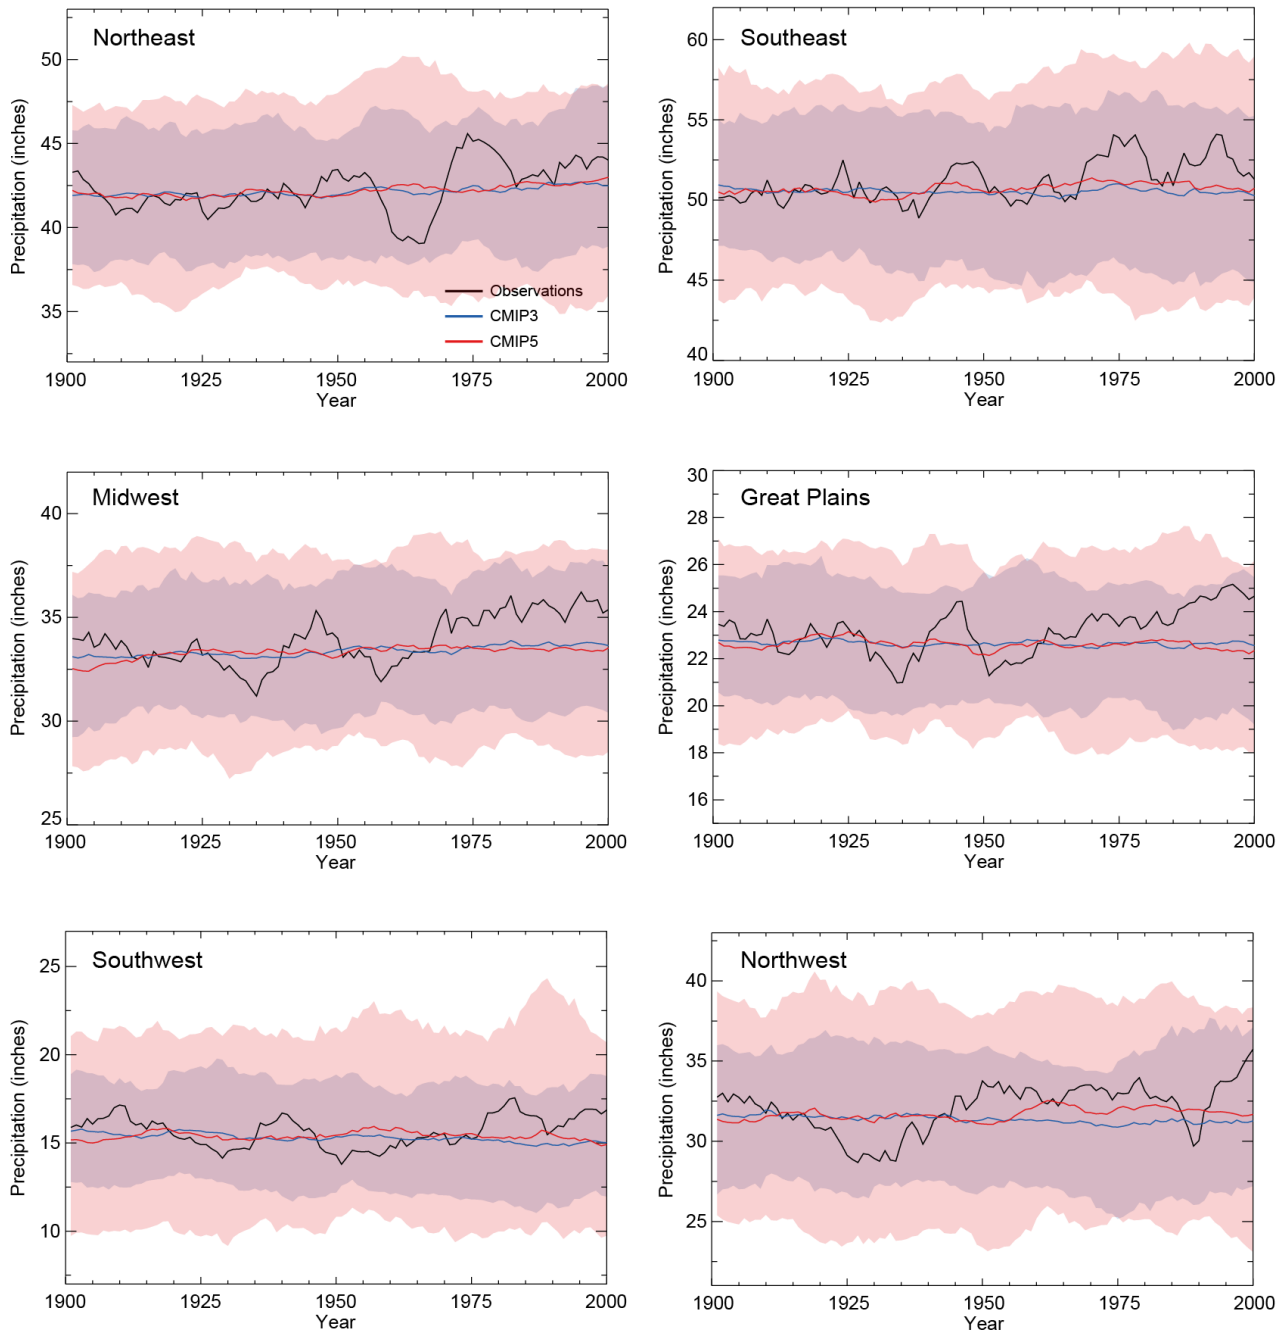 Northeast
Precipitation (inches)
50
45
40
35
Observations
CMIP3
CMIP5
1900 1925 1950 1975 2000
Year
Southeast
Precipitation (inches)
60
55
50
45
40
1900 1925 1950 1975 2000
Year
Midwest
Precipitation (inches)
40
35
30
25
1900 1925 1950 1975 2000
Year
Great Plains
Precipitation (inches)
30
28
26
24
22
20
18
16
1900 1925 1950 1975 2000
Year
Southwest
Precipitation (inches)
25
20
15
10
1900 1925 1950 1975 2000
Year
Northwest
Precipitation (inches)
40
35
30
25
1900 1925 1950 1975 2000
Year